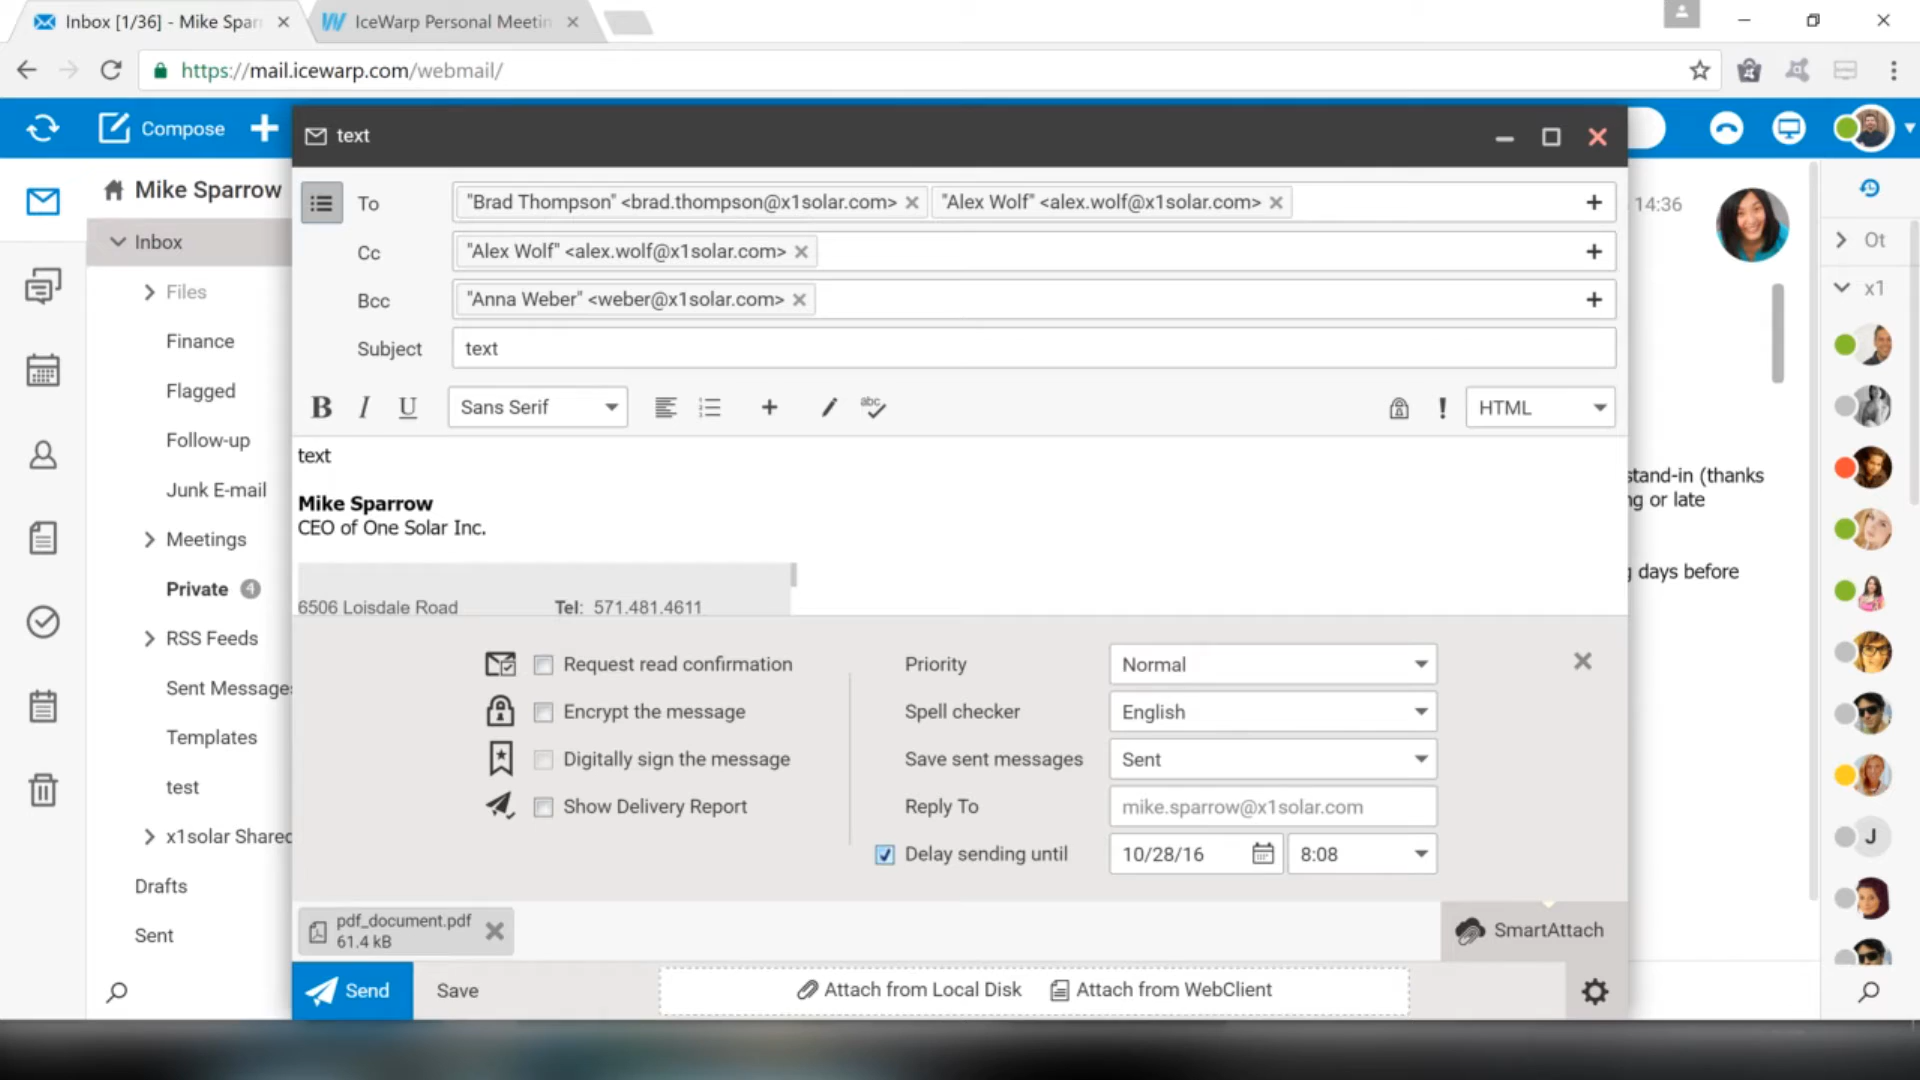 Inbox [1/36] - Mike Spar
IceWarp Personal Meetin
https://mail.icewarp.com/webmail/
Compose
text
Mike Sparrow
Inbox
Files
Finance
Flagged
Follow-up
Junk E-mail
Meetings
Private 4
RSS Feeds
Sent Messages
Templates
test
x1solar Shared
Drafts
Sent
To "Brad Thompson" <brad.thompson@x1solar.com> "Alex Wolf" <alex.wolf@x1solar.com>
Cc "Alex Wolf" <alex.wolf@x1solar.com>
Bcc "Anna Weber" <weber@x1solar.com>
Subject text
B I U Sans Serif abc HTML
text
Mike Sparrow
CEO of One Solar Inc.
6506 Loisdale Road Tel: 571.481.4611
Request read confirmation
Encrypt the message
Digitally sign the message
Show Delivery Report
Priority Normal
Spell checker English
Save sent messages Sent
Reply To mike.sparrow@x1solar.com
Delay sending until 10/28/16 8:08
pdf_document.pdf
61.4 kB
SmartAttach
Send Save Attach from Local Disk Attach from WebClient
14:36
stand-in (thanks
ng or late
days before
Ot
x1
J